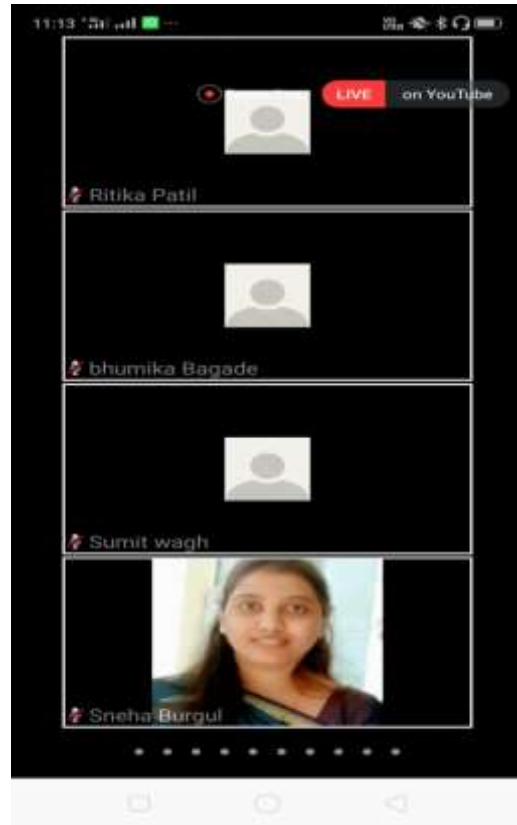 11:13
LIVE on YouTube
Ritika Patil
bhumika Bagade
Sumit wagh
Sneha Burgul